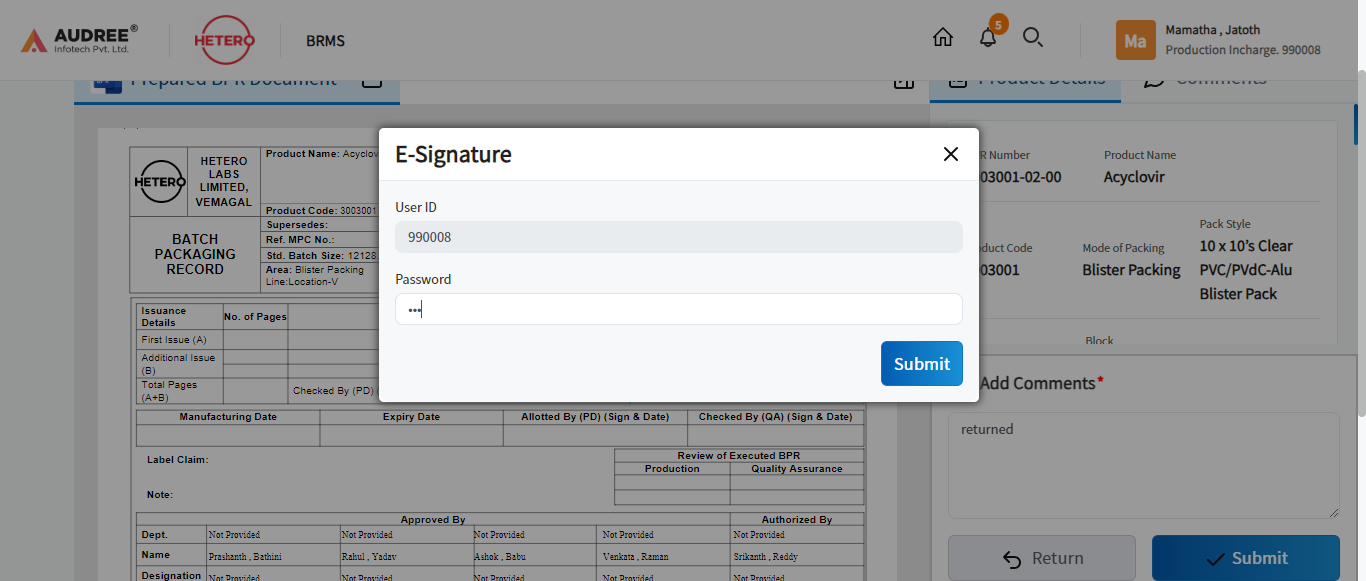 AUDREE®
Infotech Pvt. Ltd.
HETERO
BRMS
5
Ma
Mamatha , Jatoth
Production Incharge. 990008
Prepared BPR Document
Product Details
Comments
HETERO
HETERO LABS LIMITED, VEMAGAL
Product Name: Acyclov
Product Code: 3003001
BATCH PACKAGING RECORD
Supersedes:
Ref. MPC No.:
Std. Batch Size: 12128.
Area: Blister Packing
Line:Location-V
Issuance Details
No. of Pages
First Issue (A)
Additional Issue (B)
Total Pages (A+B)
Checked By (PD) (
Manufacturing Date
Expiry Date
Allotted By (PD) (Sign & Date)
Checked By (QA) (Sign & Date)
Label Claim:
Review of Executed BPR
Production
Quality Assurance
Note:
Approved By
Authorized By
Dept.
Not Provided
Not Provided
Not Provided
Not Provided
Not Provided
Name
Prashanth , Bathini
Rahul , Yadav
Ashok , Babu
Venkata , Raman
Srikanth , Reddy
Designation
Not Provided
Not Provided
Not Provided
Not Provided
Not Provided
E-Signature
User ID
990008
Password
•••
Submit
R Number
03001-02-00
Product Name
Acyclovir
duct Code
03001
Mode of Packing
Blister Packing
Pack Style
10 x 10's Clear
PVC/PVdC-Alu
Blister Pack
Block
Add Comments*
returned
Return
Submit